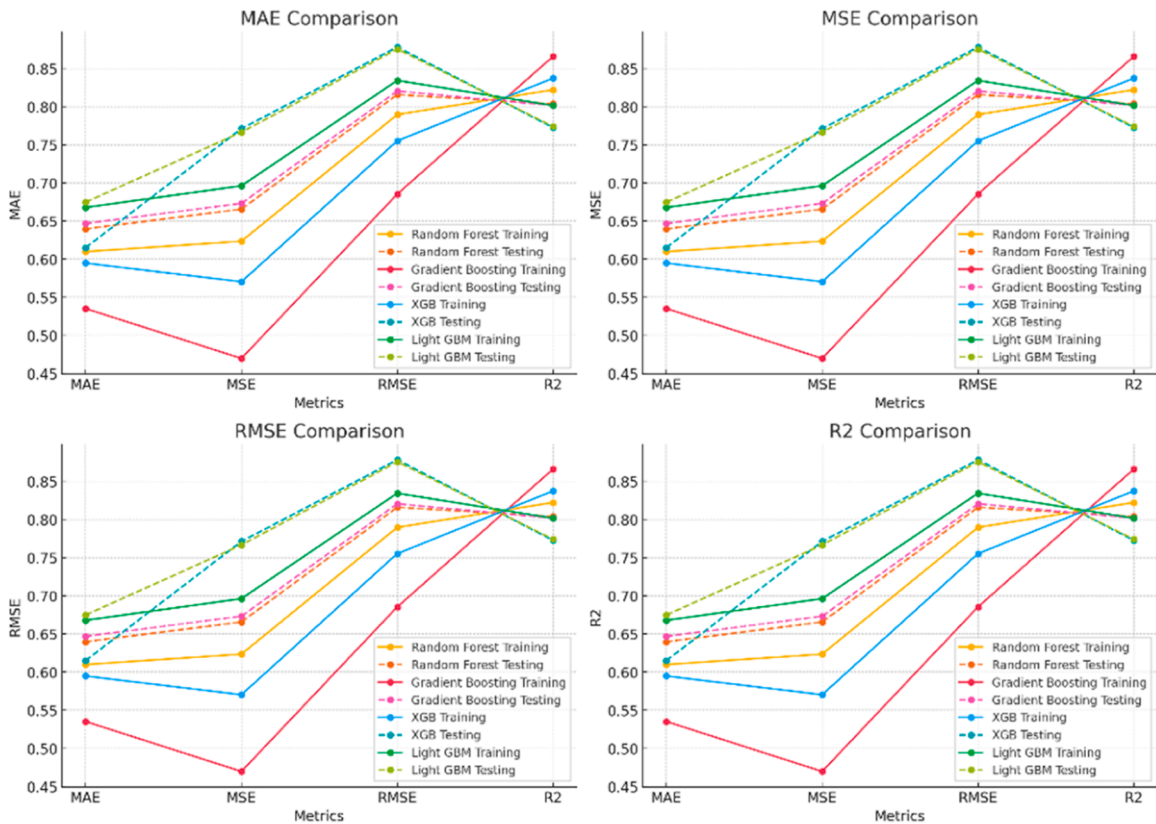 MAE Comparison
MAE
0.85
0.80
0.75
0.70
0.65
0.60
0.55
0.50
0.45
Random Forest Training
Random Forest Testing
Gradient Boosting Training
Gradient Boosting Testing
XGB Training
XGB Testing
Light GBM Training
Light GBM Testing
MAE MSE RMSE R2
Metrics
MSE Comparison
MSE
0.85
0.80
0.75
0.70
0.65
0.60
0.55
0.50
0.45
Random Forest Training
Random Forest Testing
Gradient Boosting Training
Gradient Boosting Testing
XGB Training
XGB Testing
Light GBM Training
Light GBM Testing
MAE MSE RMSE R2
Metrics
RMSE Comparison
RMSE
0.85
0.80
0.75
0.70
0.65
0.60
0.55
0.50
0.45
Random Forest Training
Random Forest Testing
Gradient Boosting Training
Gradient Boosting Testing
XGB Training
XGB Testing
Light GBM Training
Light GBM Testing
MAE MSE RMSE R2
Metrics
R2 Comparison
R2
0.85
0.80
0.75
0.70
0.65
0.60
0.55
0.50
0.45
Random Forest Training
Random Forest Testing
Gradient Boosting Training
Gradient Boosting Testing
XGB Training
XGB Testing
Light GBM Training
Light GBM Testing
MAE MSE RMSE R2
Metrics